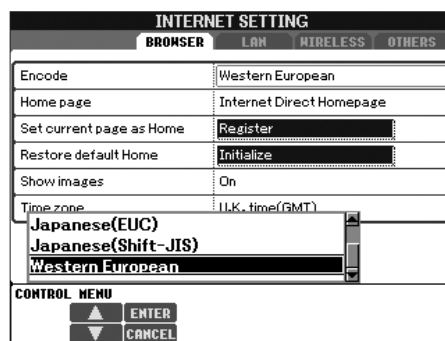 INTERNET SETTING
BROWSER LAN WIRELESS OTHERS
Encode Western European
Home page Internet Direct Homepage
Set current page as Home Register
Restore default Home Initialize
Show images On
Time zone U.K. time(GMT)
Japanese(EUC)
Japanese(Shift-JIS)
Western European
CONTROL MENU
ENTER
CANCEL